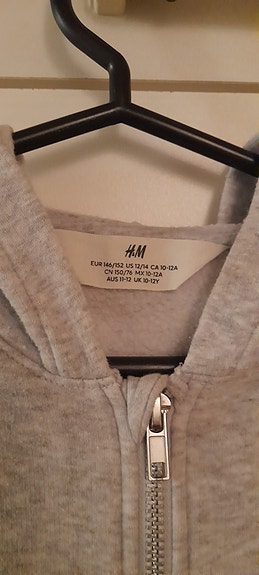 H&M
EUR 146/152 US 12/14 CA 10-12A
CN 150/76 MX 10-12A
AUS 11-12 UK 10-12Y